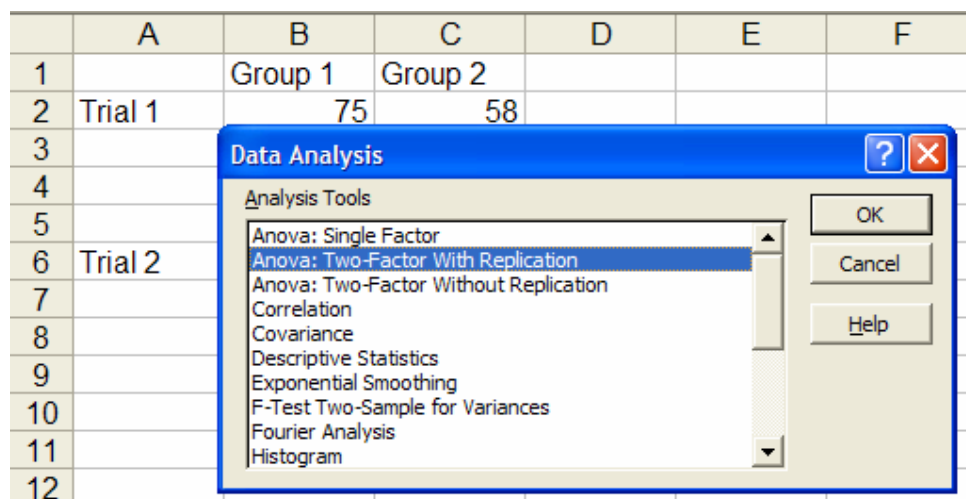 A B C D E F
1 Group 1 Group 2
2 Trial 1 75 58
3
Data Analysis
4
Analysis Tools
OK
5
Anova: Single Factor
6 Trial 2
Anova: Two-Factor With Replication
Cancel
7
Anova: Two-Factor Without Replication
Correlation
8
Covariance
Help
Descriptive Statistics
9
Exponential Smoothing
10
F-Test Two-Sample for Variances
Fourier Analysis
11
Histogram
12